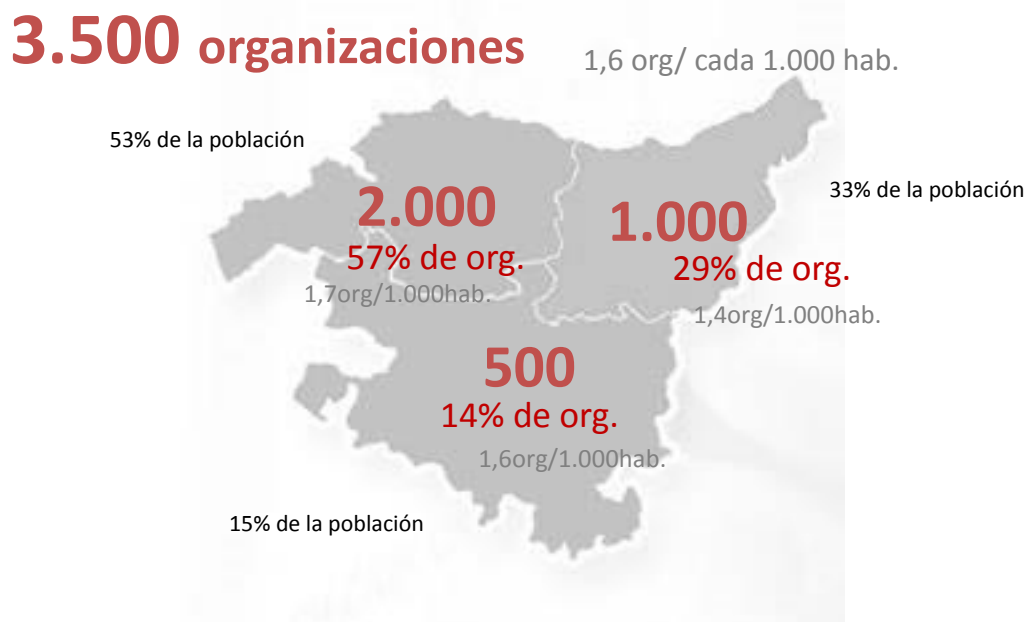 3.500 organizaciones
1,6 org/ cada 1.000 hab.
53% de la población
33% de la población
2.000
57% de org.
1,7org/1.000hab.
1.000
29% de org.
1,4org/1.000hab.
500
14% de org.
1,6org/1.000hab.
15% de la población